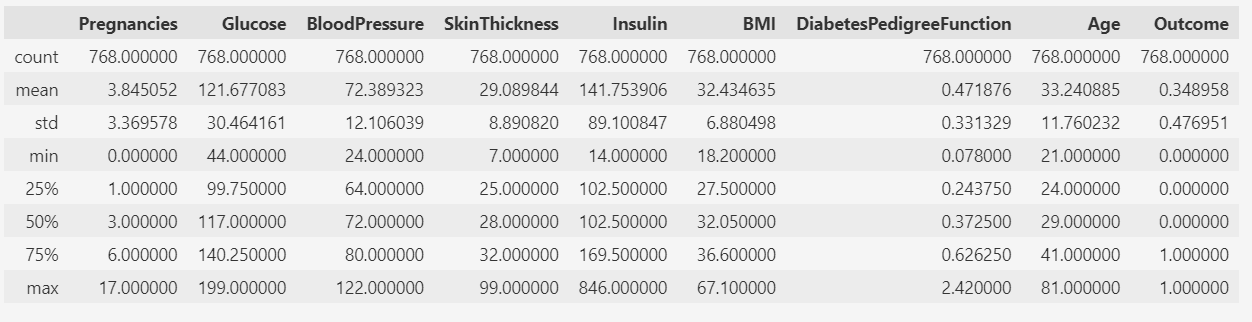 Pregnancies Glucose BloodPressure SkinThickness Insulin BMI DiabetesPedigreeFunction Age Outcome
count 768.000000 768.000000 768.000000 768.000000 768.000000 768.000000 768.000000 768.000000 768.000000
mean 3.845052 121.677083 72.389323 29.089844 141.753906 32.434635 0.471876 33.240885 0.348958
std 3.369578 30.464161 12.106039 8.890820 89.100847 6.880498 0.331329 11.760232 0.476951
min 0.000000 44.000000 24.000000 7.000000 14.000000 18.200000 0.078000 21.000000 0.000000
25% 1.000000 99.750000 64.000000 25.000000 102.500000 27.500000 0.243750 24.000000 0.000000
50% 3.000000 117.000000 72.000000 28.000000 102.500000 32.050000 0.372500 29.000000 0.000000
75% 6.000000 140.250000 80.000000 32.000000 169.500000 36.600000 0.626250 41.000000 1.000000
max 17.000000 199.000000 122.000000 99.000000 846.000000 67.100000 2.420000 81.000000 1.000000